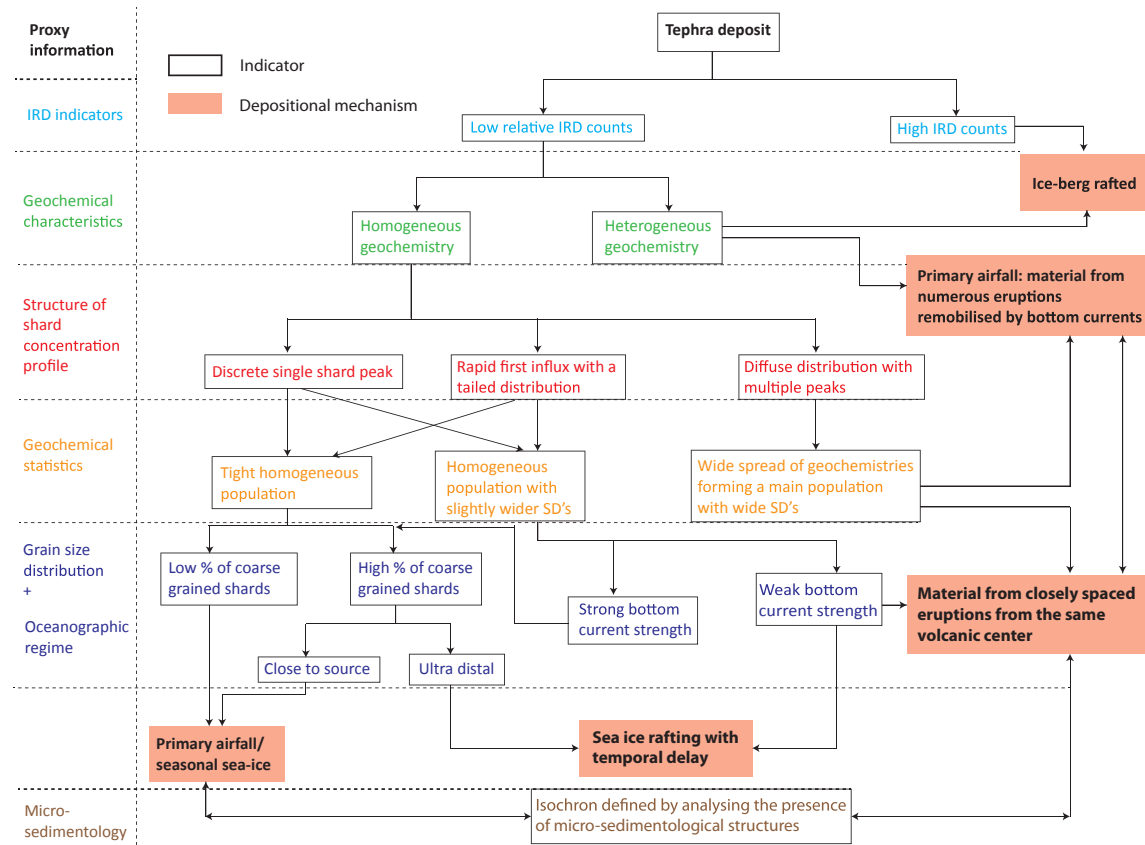 Proxy
information
Tephra deposit
Indicator
Depositional mechanism
IRD indicators
Low relative IRD counts
High IRD counts
Ice-berg rafted
Geochemical
characteristics
Homogeneous
geochemistry
Heterogeneous
geochemistry
Primary airfall: material from
numerous eruptions
remobilised by bottom currents
Structure of
shard
concentration
profile
Discrete single shard peak
Rapid first influx with a
tailed distribution
Diffuse distribution with
multiple peaks
Geochemical
statistics
Tight homogeneous
population
Homogeneous
population with
slightly wider SD's
Wide spread of geochemistries
forming a main population
with wide SD's
Grain size
distribution
+
Oceanographic
regime
Low % of coarse
grained shards
High % of coarse
grained shards
Strong bottom
current strength
Weak bottom
current strength
Material from closely spaced
eruptions from the same
volcanic center
Close to source
Ultra distal
Primary airfall/
seasonal sea-ice
Sea ice rafting with
temporal delay
Micro-
sedimentology
Isochron defined by analysing the presence
of micro-sedimentological structures